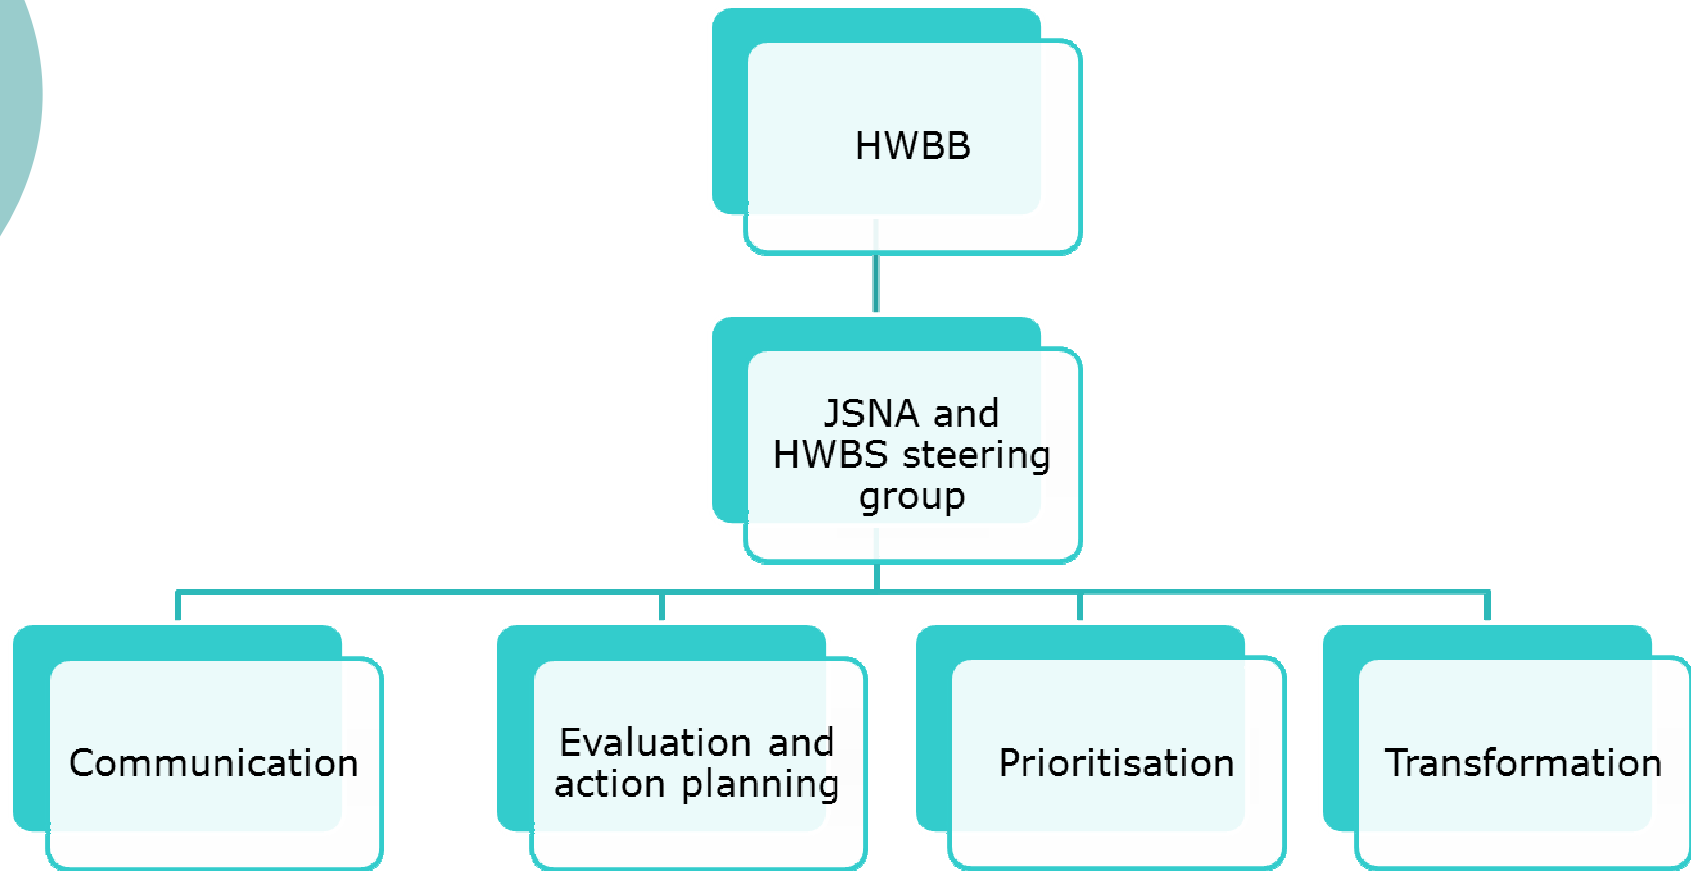 HWBB
JSNA and
HWBS steering
group
Communication
Evaluation and
action planning
Prioritisation
Transformation